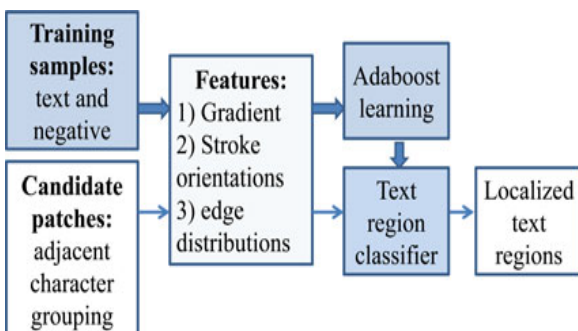 Training
samples:
text and
negative
Candidate
patches:
adjacent
character
grouping
Features:
1) Gradient
2) Stroke
orientations
3) edge
distributions
Adaboost
learning
Text
region
classifier
Localized
text
regions